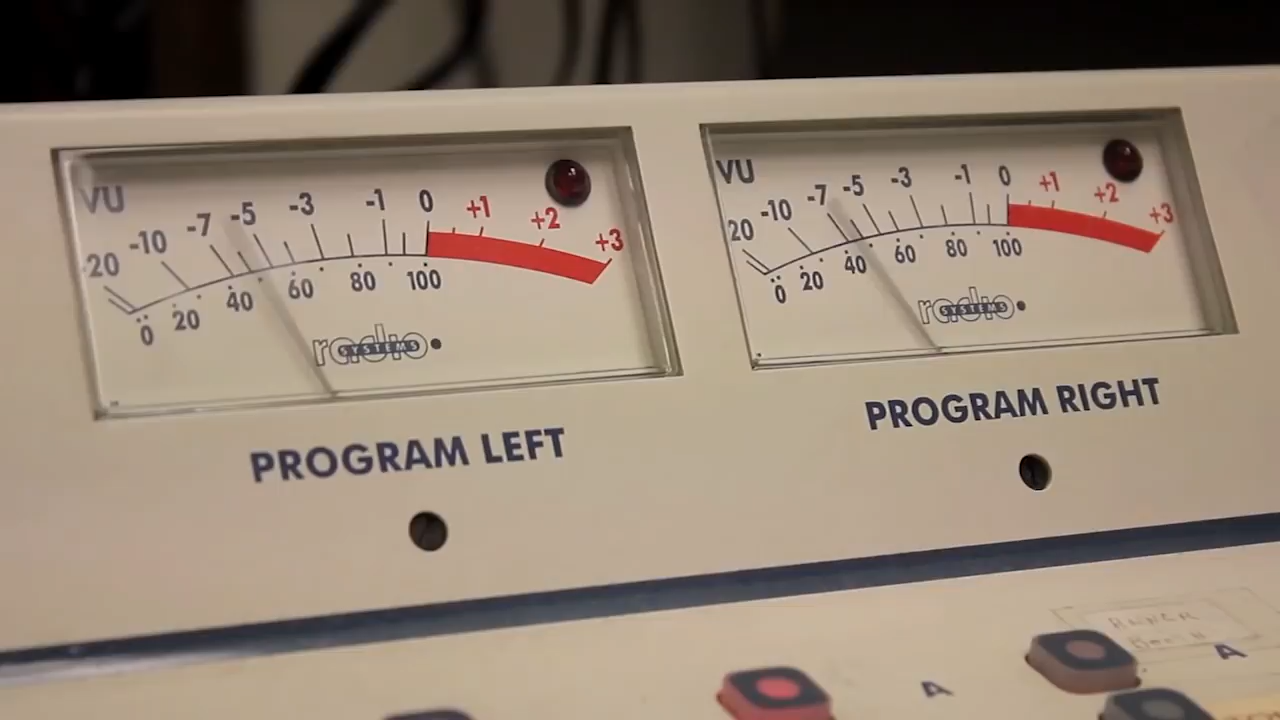 VU
-20 -10 -7 -5 -3 -1 0 +1 +2 +3
0 20 40 60 80 100
radio
SYSTEMS
PROGRAM LEFT
VU
20 -10 -7 -5 -3 -1 0 +1 +2 +3
0 20 40 60 80 100
radio
SYSTEMS
PROGRAM RIGHT
A
A